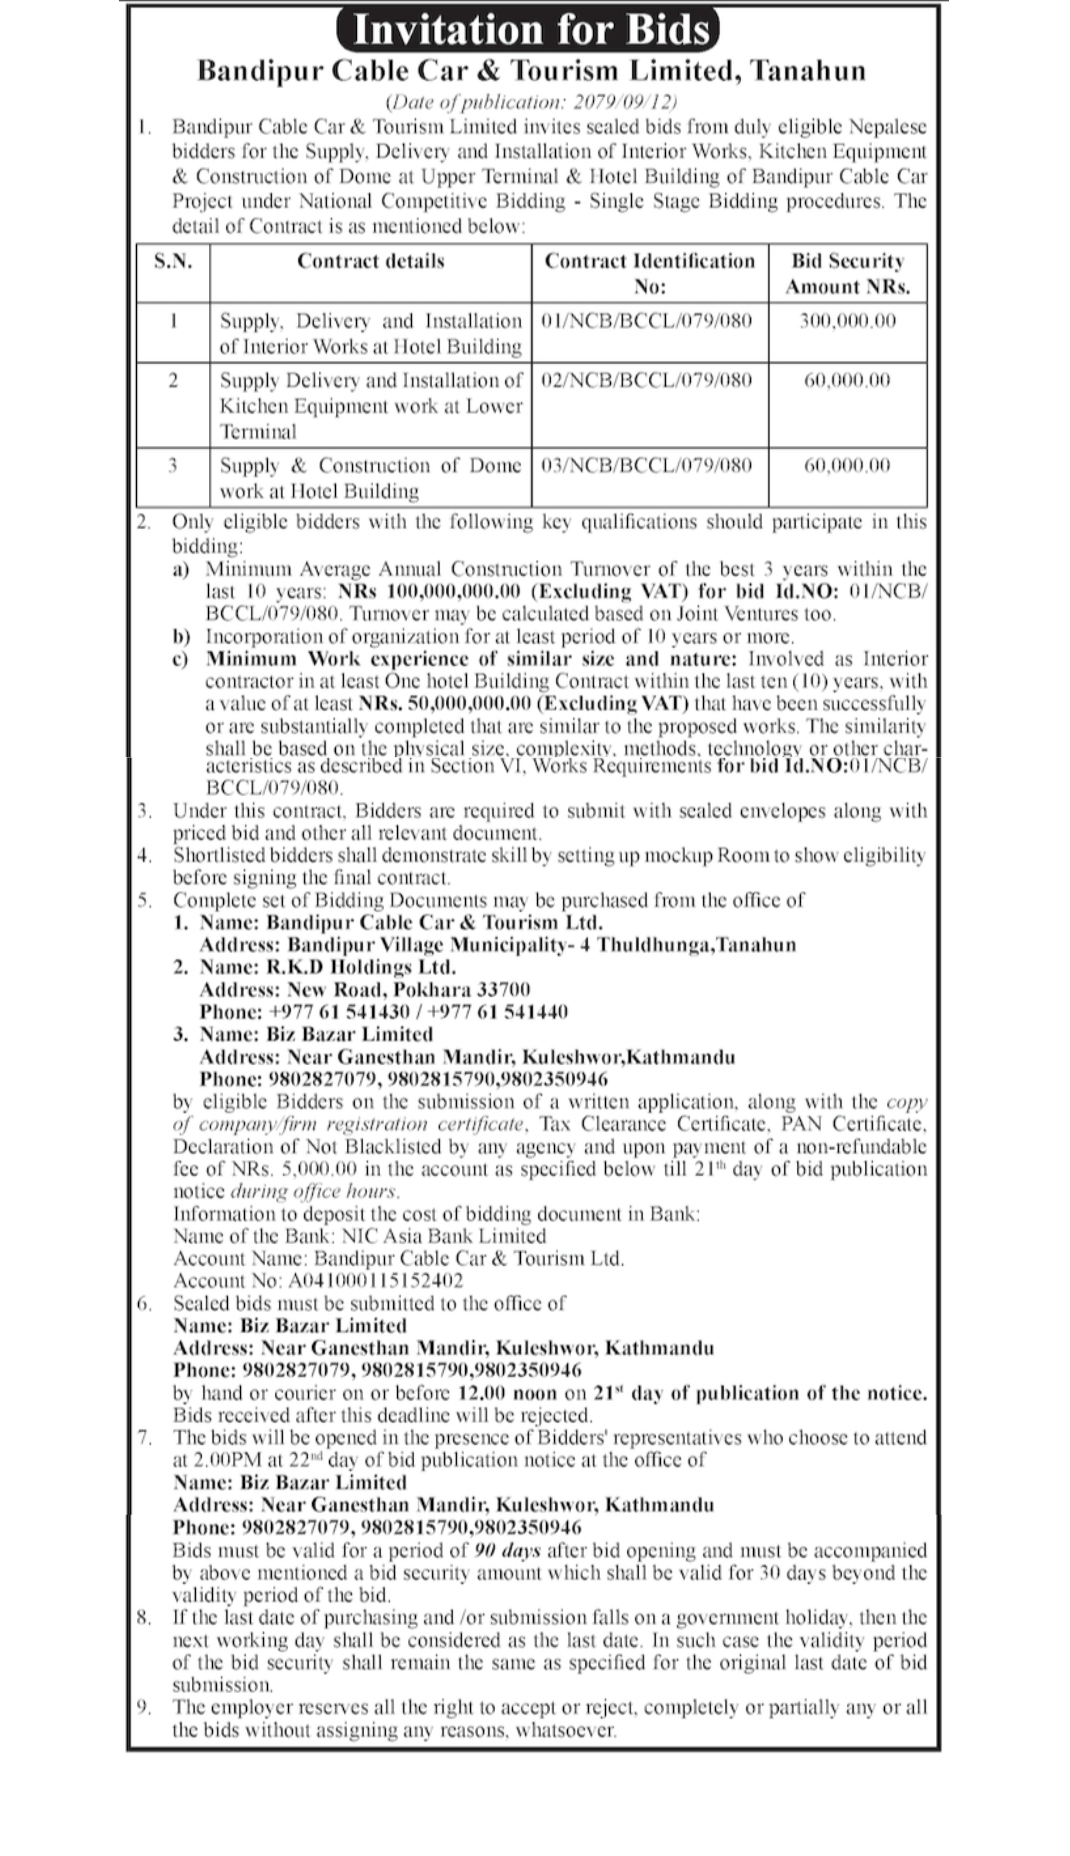 Invitation for Bids
Bandipur Cable Car & Tourism Limited, Tanahun
(Date of publication: 2079/09/12)
1. Bandipur Cable Car & Tourism Limited invites sealed bids from duly eligible Nepalese
bidders for the Supply, Delivery and Installation of Interior Works, Kitchen Equipment
& Construction of Dome at Upper Terminal & Hotel Building of Bandipur Cable Car
Project under National Competitive Bidding - Single Stage Bidding procedures. The
detail of Contract is as mentioned below:
S.N. Contract details Contract Identification Bid Security
No: Amount NRs.
1 Supply, Delivery and Installation 01/NCB/BCCL/079/080 300,000.00
of Interior Works at Hotel Building
2 Supply Delivery and Installation of 02/NCB/BCCL/079/080 60,000.00
Kitchen Equipment work at Lower
Terminal
3 Supply & Construction of Dome 03/NCB/BCCL/079/080 60,000.00
work at Hotel Building
2. Only eligible bidders with the following key qualifications should participate in this
bidding:
a) Minimum Average Annual Construction Turnover of the best 3 years within the
last 10 years: NRs 100,000,000.00 (Excluding VAT) for bid Id.NO: 01/NCB/
BCCL/079/080. Turnover may be calculated based on Joint Ventures too.
b) Incorporation of organization for at least period of 10 years or more.
c) Minimum Work experience of similar size and nature: Involved as Interior
contractor in at least One hotel Building Contract within the last ten (10) years, with
a value of at least NRs. 50,000,000.00 (Excluding VAT) that have been successfully
or are substantially completed that are similar to the proposed works. The similarity
shall be based on the physical size, complexity, methods, technology or other char-
acteristics as described in Section VI, Works Requirements for bid Id.NO:01/NCB/
BCCL/079/080.
3. Under this contract, Bidders are required to submit with sealed envelopes along with
priced bid and other all relevant document.
4. Shortlisted bidders shall demonstrate skill by setting up mockup Room to show eligibility
before signing the final contract.
5. Complete set of Bidding Documents may be purchased from the office of
1. Name: Bandipur Cable Car & Tourism Ltd.
Address: Bandipur Village Municipality- 4 Thuldhunga,Tanahun
2. Name: R.K.D Holdings Ltd.
Address: New Road, Pokhara 33700
Phone: +977 61 541430 / +977 61 541440
3. Name: Biz Bazar Limited
Address: Near Ganesthan Mandir, Kuleshwor,Kathmandu
Phone: 9802827079, 9802815790,9802350946
by eligible Bidders on the submission of a written application, along with the copy
of company/firm registration certificate, Tax Clearance Certificate, PAN Certificate,
Declaration of Not Blacklisted by any agency and upon payment of a non-refundable
fee of NRs. 5,000.00 in the account as specified below till 21th day of bid publication
notice during office hours.
Information to deposit the cost of bidding document in Bank:
Name of the Bank: NIC Asia Bank Limited
Account Name: Bandipur Cable Car & Tourism Ltd.
Account No: A041000115152402
6. Sealed bids must be submitted to the office of
Name: Biz Bazar Limited
Address: Near Ganesthan Mandir, Kuleshwor, Kathmandu
Phone: 9802827079, 9802815790,9802350946
by hand or courier on or before 12.00 noon on 21st day of publication of the notice.
Bids received after this deadline will be rejected.
7. The bids will be opened in the presence of Bidders' representatives who choose to attend
at 2.00PM at 22nd day of bid publication notice at the office of
Name: Biz Bazar Limited
Address: Near Ganesthan Mandir, Kuleshwor, Kathmandu
Phone: 9802827079, 9802815790,9802350946
Bids must be valid for a period of 90 days after bid opening and must be accompanied
by above mentioned a bid security amount which shall be valid for 30 days beyond the
validity period of the bid.
8. If the last date of purchasing and /or submission falls on a government holiday, then the
next working day shall be considered as the last date. In such case the validity period
of the bid security shall remain the same as specified for the original last date of bid
submission.
9. The employer reserves all the right to accept or reject, completely or partially any or all
the bids without assigning any reasons, whatsoever.